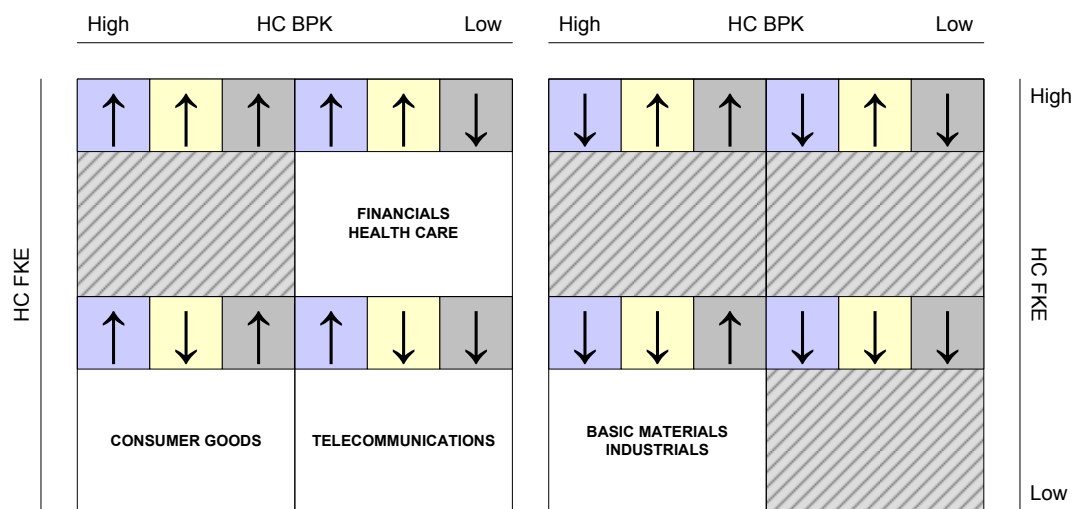 High HC BPK Low High HC BPK Low
High
FINANCIALS
HEALTH CARE
HC FKE
HC FKE
CONSUMER GOODS TELECOMMUNICATIONS BASIC MATERIALS
INDUSTRIALS
Low